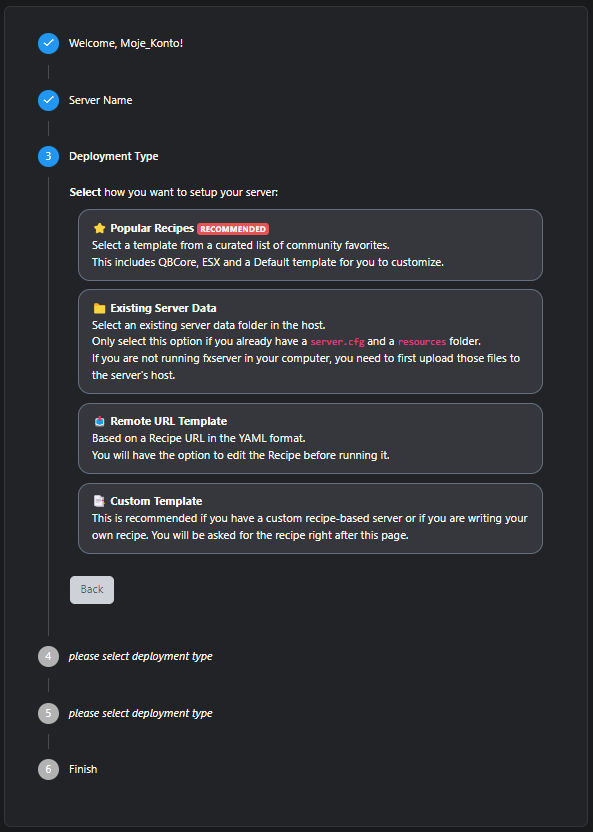 Welcome, Moje_Konto!
Server Name
3 Deployment Type
Select how you want to setup your server:
Popular Recipes RECOMMENDED
Select a template from a curated list of community favorites.
This includes QBCore, ESX and a Default template for you to customize.
Existing Server Data
Select an existing server data folder in the host.
Only select this option if you already have a server.cfg and a resources folder.
If you are not running fxserver in your computer, you need to first upload those files to
the server's host.
Remote URL Template
Based on a Recipe URL in the YAML format.
You will have the option to edit the Recipe before running it.
Custom Template
This is recommended if you have a custom recipe-based server or if you are writing your
own recipe. You will be asked for the recipe right after this page.
Back
4 please select deployment type
5 please select deployment type
6 Finish